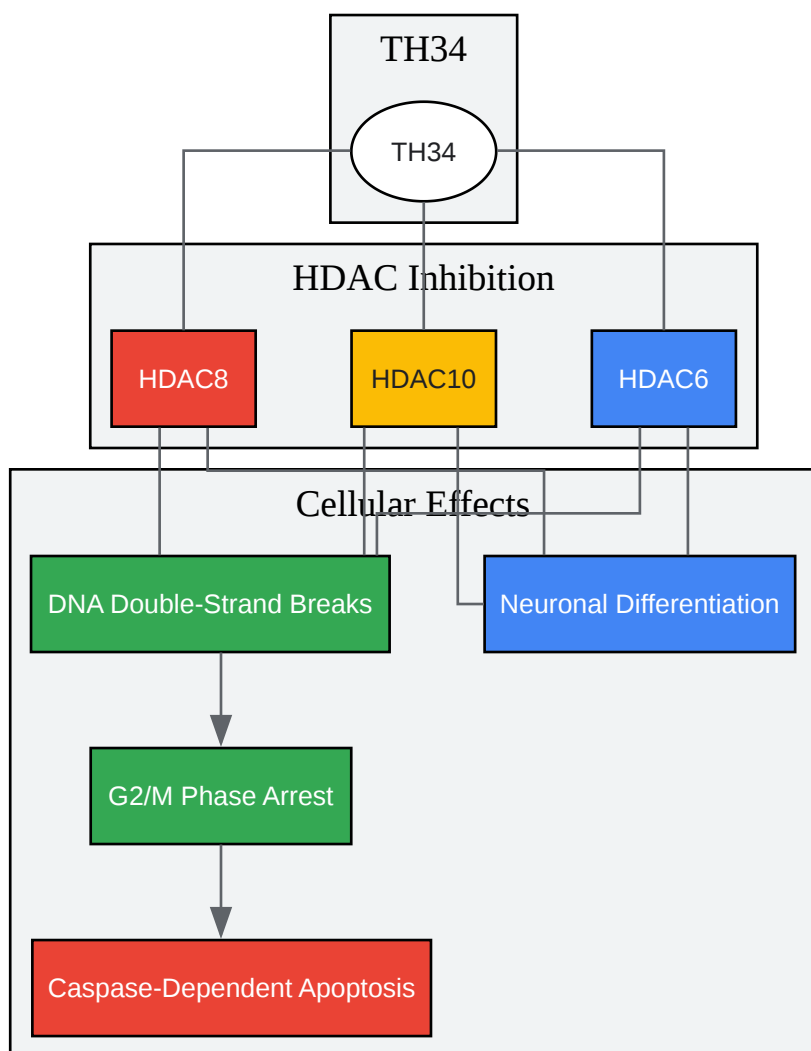 TH34
TH34
HDAC Inhibition
HDAC8
HDAC10
HDAC6
Cellular Effects
DNA Double-Strand Breaks
Neuronal Differentiation
G2/M Phase Arrest
Caspase-Dependent Apoptosis